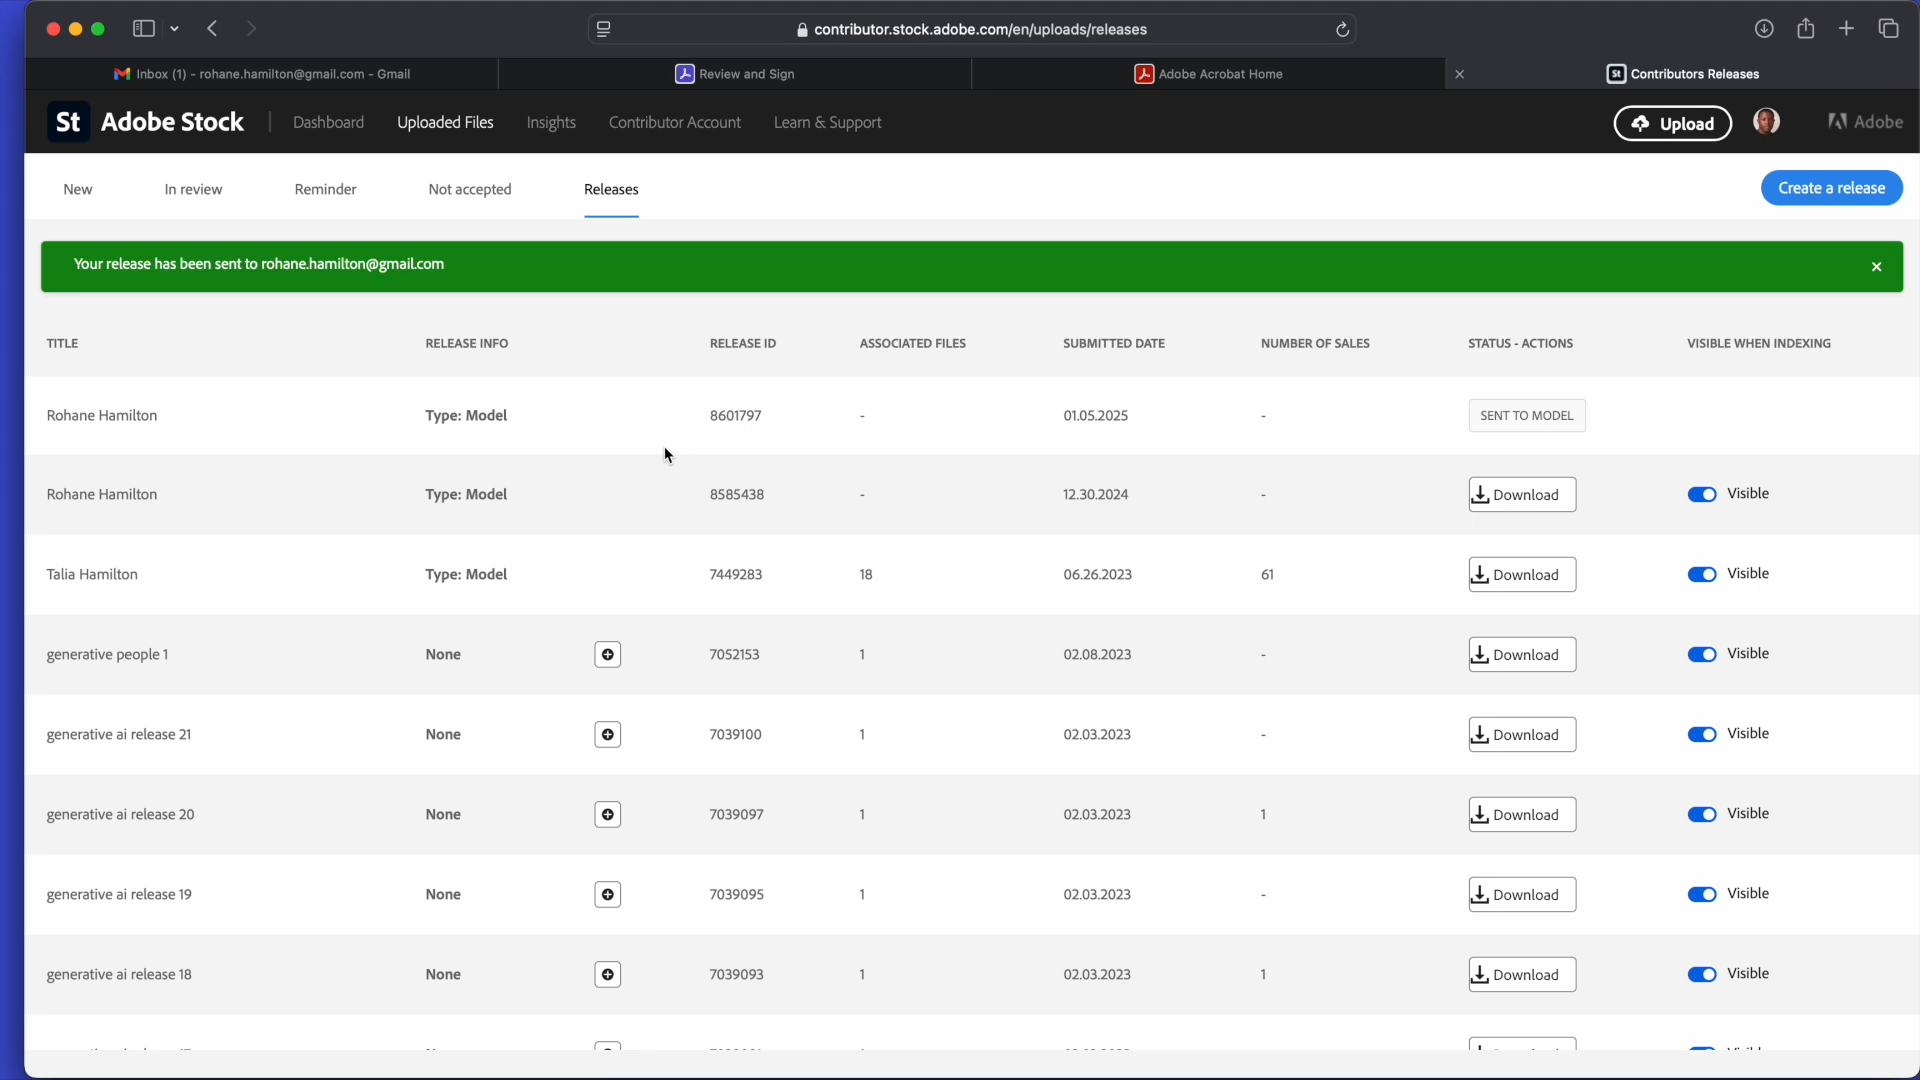 contributor.stock.adobe.com/en/uploads/releases
Inbox (1) - rohane.hamilton@gmail.com - Gmail
Review and Sign
Adobe Acrobat Home
St Contributors Releases
St Adobe Stock
Dashboard
Uploaded Files
Insights
Contributor Account
Learn & Support
Upload
Adobe
New
In review
Reminder
Not accepted
Releases
Create a release
Your release has been sent to rohane.hamilton@gmail.com
TITLE RELEASE INFO RELEASE ID ASSOCIATED FILES SUBMITTED DATE NUMBER OF SALES STATUS - ACTIONS VISIBLE WHEN INDEXING
Rohane Hamilton Type: Model 8601797 - 01.05.2025 - SENT TO MODEL
Rohane Hamilton Type: Model 8585438 - 12.30.2024 - Download Visible
Talia Hamilton Type: Model 7449283 18 06.26.2023 61 Download Visible
generative people 1 None 7052153 1 02.08.2023 - Download Visible
generative ai release 21 None 7039100 1 02.03.2023 - Download Visible
generative ai release 20 None 7039097 1 02.03.2023 1 Download Visible
generative ai release 19 None 7039095 1 02.03.2023 - Download Visible
generative ai release 18 None 7039093 1 02.03.2023 1 Download Visible